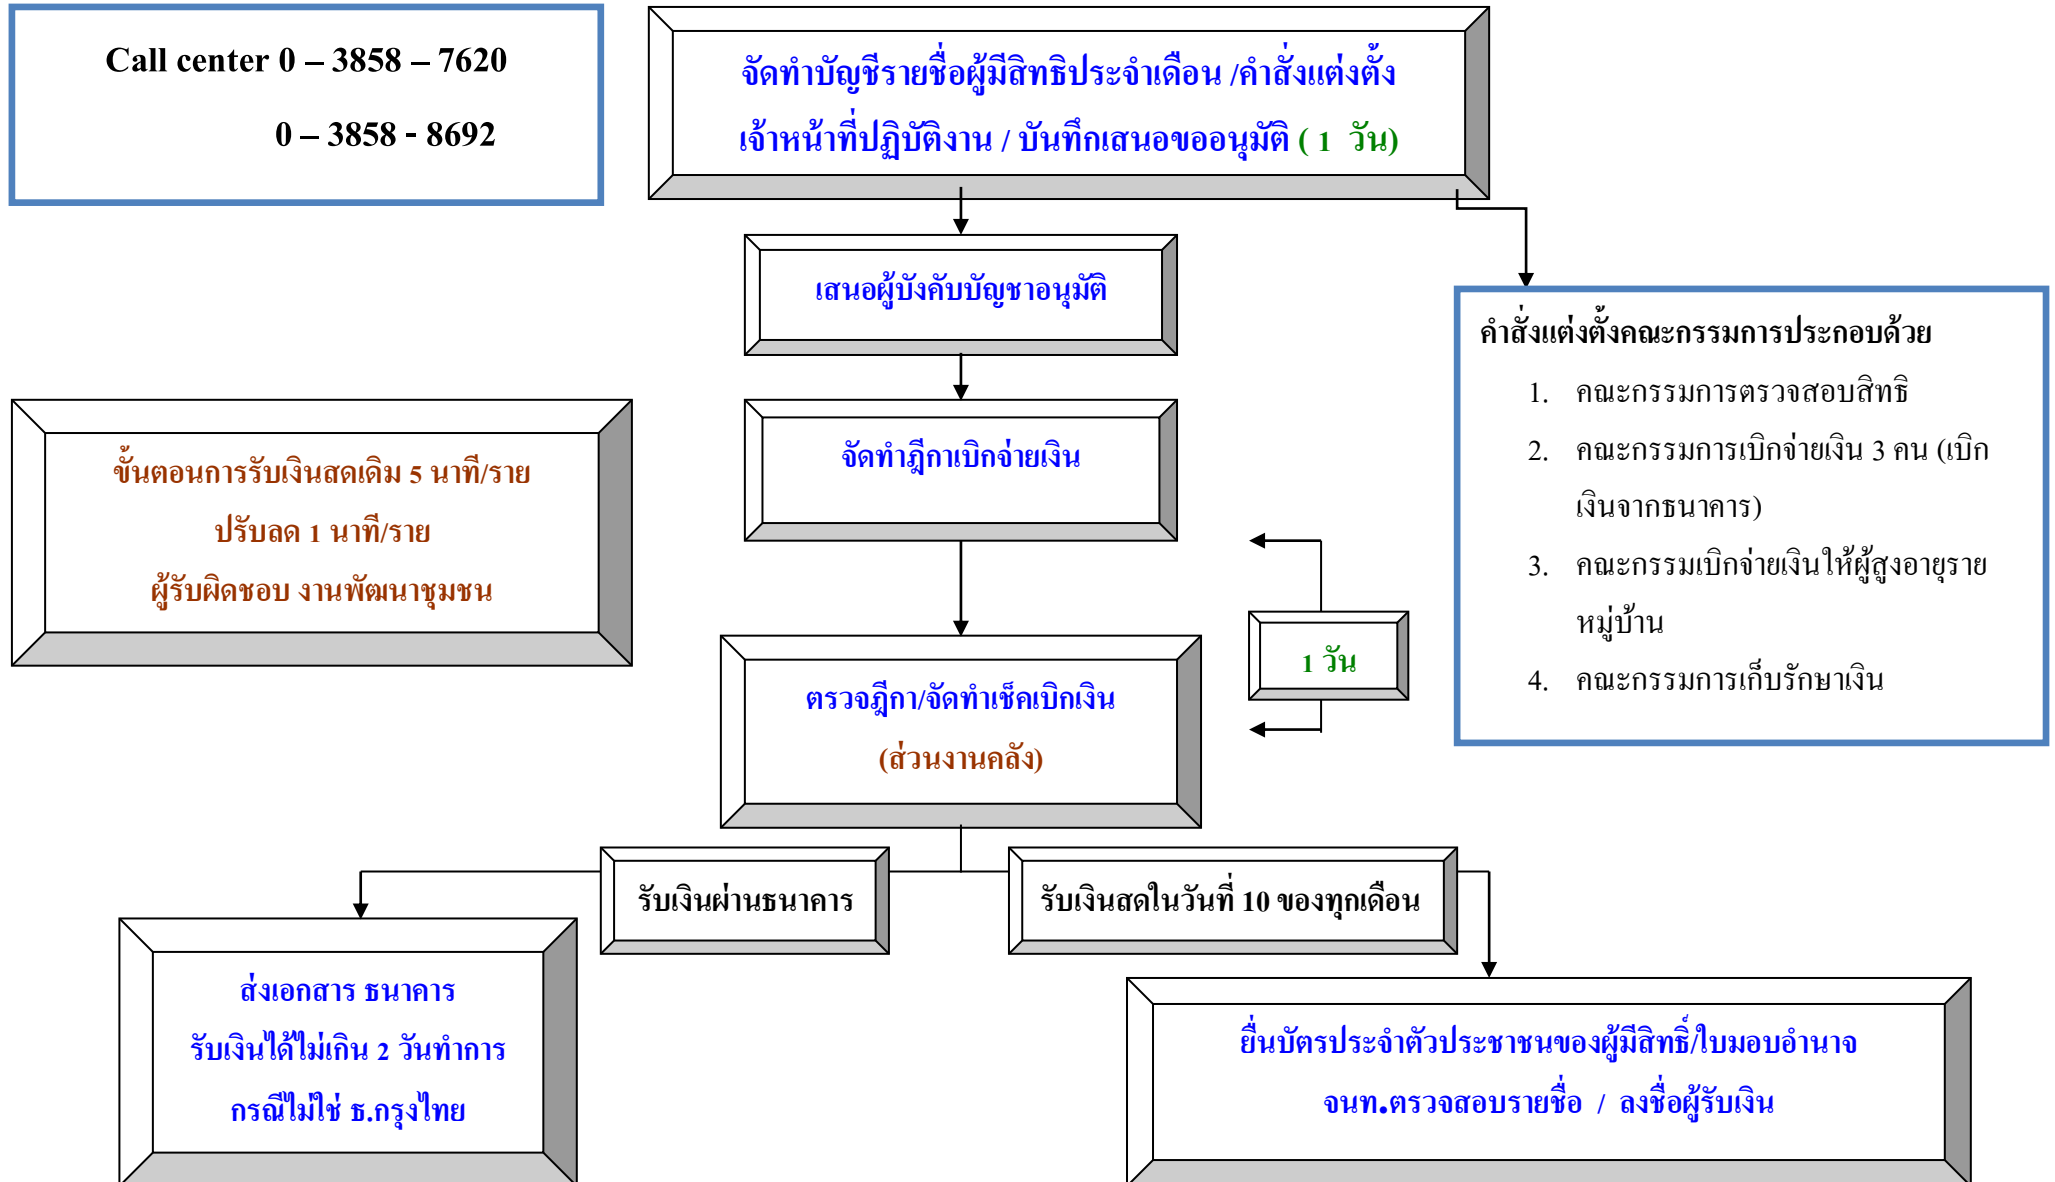 Call center 0 – 3858 – 7620
0 – 3858 - 8692
จัดทำบัญชีรายชื่อผู้มีสิทธิประจำเดือน /คำสั่งแต่งตั้ง
เจ้าหน้าที่ปฏิบัติงาน / บันทึกเสนอขออนุมัติ ( 1 วัน)
เสนอผู้บังคับบัญชาอนุมัติ
คำสั่งแต่งตั้งคณะกรรมการประกอบด้วย
1. คณะกรรมการตรวจสอบสิทธิ
2. คณะกรรมการเบิกจ่ายเงิน 3 คน (เบิก
เงินจากธนาคาร)
3. คณะกรรมเบิกจ่ายเงินให้ผู้สูงอายุราย
หมู่บ้าน
4. คณะกรรมการเก็บรักษาเงิน
ขั้นตอนการรับเงินสดเดิม 5 นาที/ราย
ปรับลด 1 นาที/ราย
ผู้รับผิดชอบ งานพัฒนาชุมชน
จัดทำฎีกาเบิกจ่ายเงิน
1 วัน
ตรวจฎีกา/จัดทำเช็คเบิกเงิน
(ส่วนงานคลัง)
รับเงินผ่านธนาคาร
รับเงินสดในวันที่ 10 ของทุกเดือน
ส่งเอกสาร ธนาคาร
รับเงินได้ไม่เกิน 2 วันทำการ
กรณีไม่ใช่ ธ.กรุงไทย
ยื่นบัตรประจำตัวประชาชนของผู้มีสิทธิ์/ใบมอบอำนาจ
จนท.ตรวจสอบรายชื่อ / ลงชื่อผู้รับเงิน